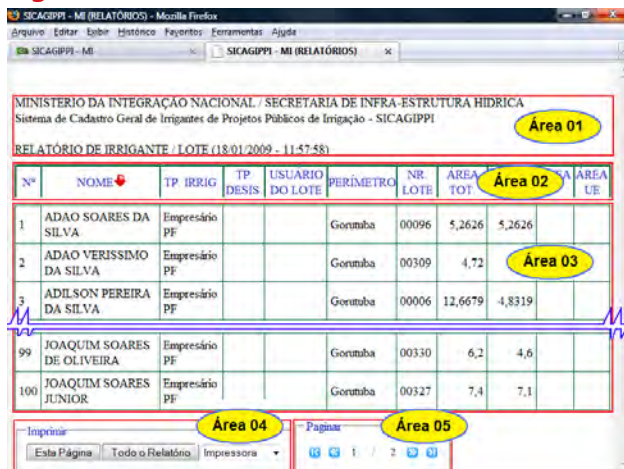 SICAGIPPI - MI (RELATÓRIOS) - Mozilla Firefox
Arquivo Editar Exibir Histórico Favoritos Ferramentas Ajuda
SICAGIPPI - MI × SICAGIPPI - MI (RELATÓRIOS) ×
MINISTERIO DA INTEGRAÇÃO NACIONAL / SECRETARIA DE INFRA-ESTRUTURA HIDRICA
Sistema de Cadastro Geral de Irrigantes de Projetos Públicos de Irrigação - SICAGIPPI
Área 01
RELATÓRIO DE IRRIGANTE / LOTE (18/01/2009 - 11:57:58)
Nº NOME TP IRRIG TP DESIS USUARIO DO LOTE PERÍMETRO NR. LOTE ÁREA TOT Área 02 ÁREA UE
1 ADAO SOARES DA SILVA Empresário PF Gorutuba 00096 5,2626 5,2626
2 ADAO VERISSIMO DA SILVA Empresário PF Gorutuba 00309 4,72 Área 03
3 ADILSON PEREIRA DA SILVA Empresário PF Gorutuba 00006 12,6679 4,8319
99 JOAQUIM SOARES DE OLIVEIRA Empresário PF Gorutuba 00330 6,2 4,6
100 JOAQUIM SOARES JUNIOR Empresário PF Gorutuba 00327 7,4 7,1
Imprimir Área 04 Paginar Área 05
Esta Página Todo o Relatório Impressora 1 / 2